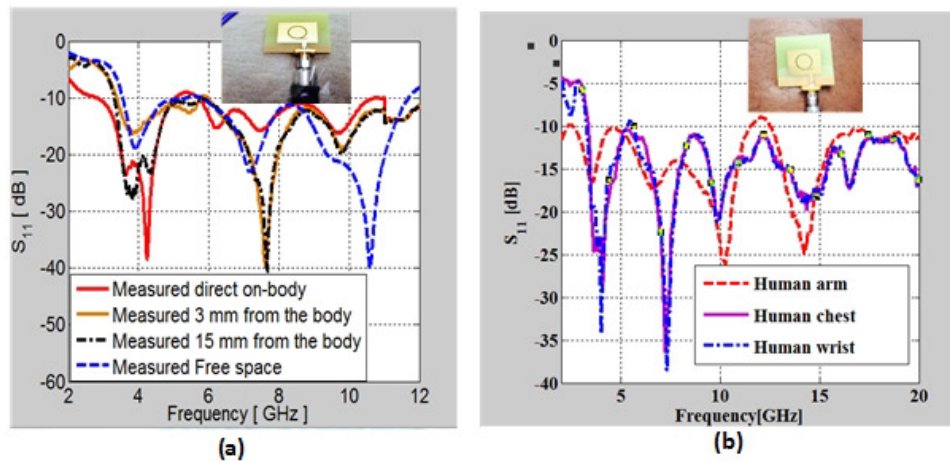 0
-10
-20
-30
-40
-50
-60
S11 [ dB ]
Measured direct on-body
Measured 3 mm from the body
Measured 15 mm from the body
Measured Free space
2 4 6 8 10 12
Frequency [ GHz ]
(a)
0
-5
-10
-15
-20
-25
-30
-35
-40
S11 [dB]
Human arm
Human chest
Human wrist
5 10 15 20
Frequency[GHz]
(b)